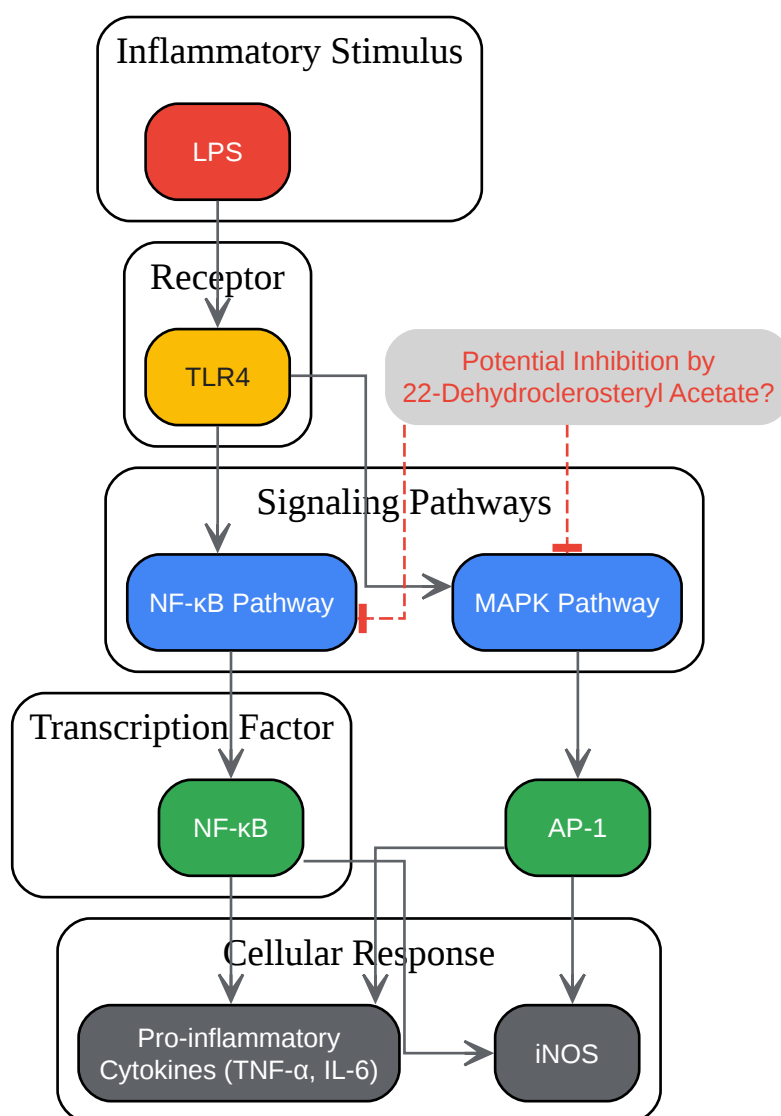 Inflammatory Stimulus
LPS
Receptor
TLR4
Potential Inhibition by
22-Dehydroclerosteryl Acetate?
Signaling Pathways
NF-κB Pathway
MAPK Pathway
Transcription Factor
NF-κB
AP-1
Cellular Response
Pro-inflammatory
Cytokines (TNF-α, IL-6)
iNOS